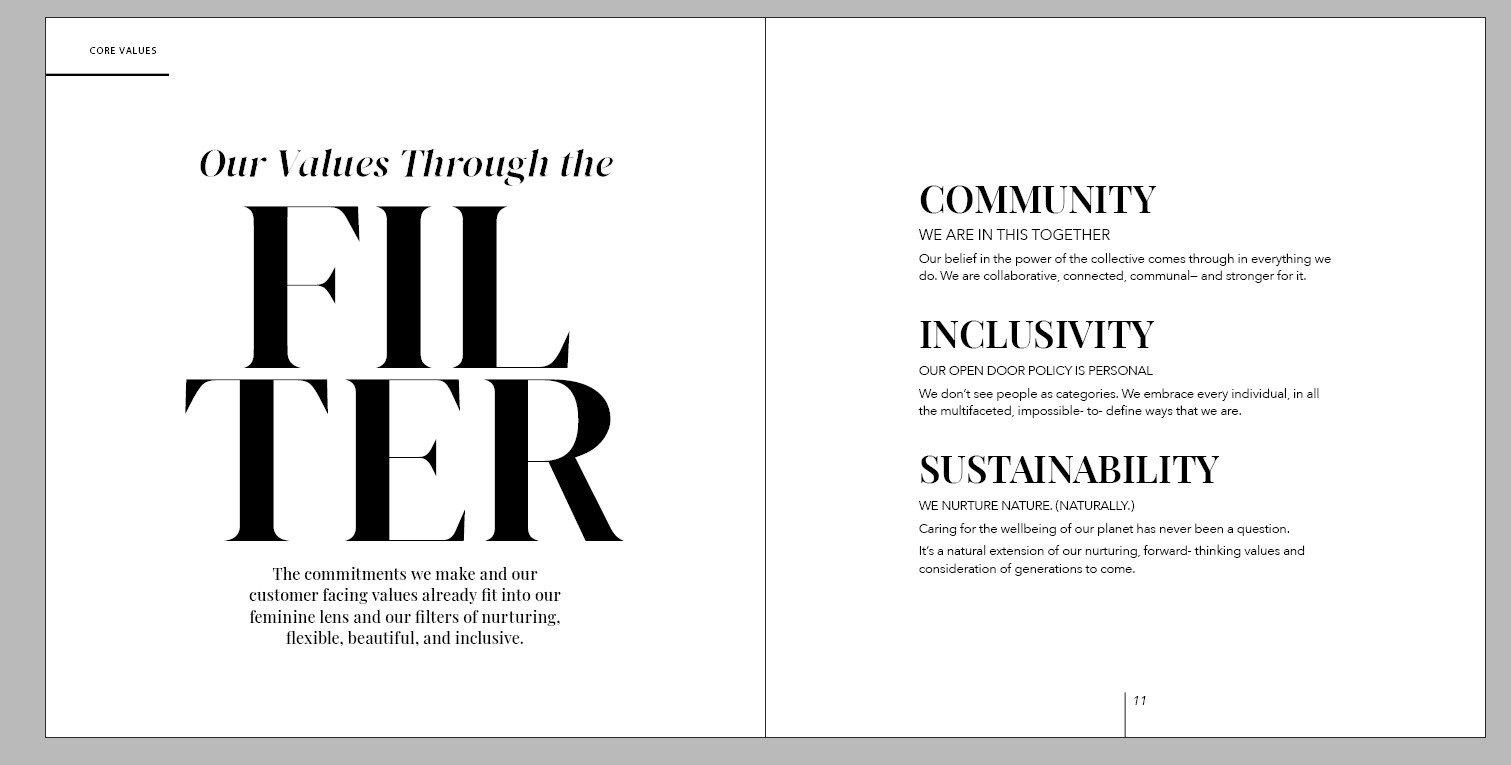 CORE VALUES
Our Values Through the
FIL
TER
The commitments we make and our
customer facing values already fit into our
feminine lens and our filters of nurturing,
flexible, beautiful, and inclusive.
COMMUNITY
WE ARE IN THIS TOGETHER
Our belief in the power of the collective comes through in everything we
do. We are collaborative, connected, communal– and stronger for it.
INCLUSIVITY
OUR OPEN DOOR POLICY IS PERSONAL
We don’t see people as categories. We embrace every individual, in all
the multifaceted, impossible- to- define ways that we are.
SUSTAINABILITY
WE NURTURE NATURE. (NATURALLY.)
Caring for the wellbeing of our planet has never been a question.
It’s a natural extension of our nurturing, forward- thinking values and
consideration of generations to come.
11